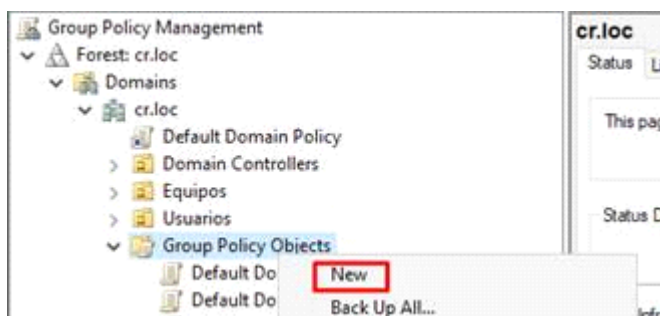 Group Policy Management
Forest: cr.loc
Domains
cr.loc
Default Domain Policy
Domain Controllers
Equipos
Usuarios
Group Policy Objects
Default Do
Default Do
New
Back Up All...
cr.loc
Status
This pag
Status D